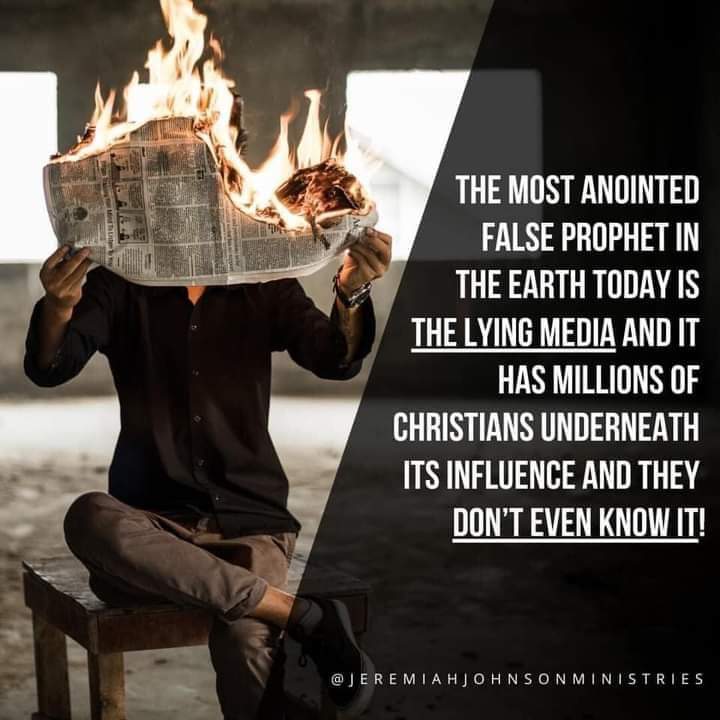 THE MOST ANOINTED
FALSE PROPHET IN
THE EARTH TODAY IS
THE LYING MEDIA AND IT
HAS MILLIONS OF
CHRISTIANS UNDERNEATH
ITS INFLUENCE AND THEY
DON'T EVEN KNOW IT!
@JEREMIAHJOHNSONMINISTRIES